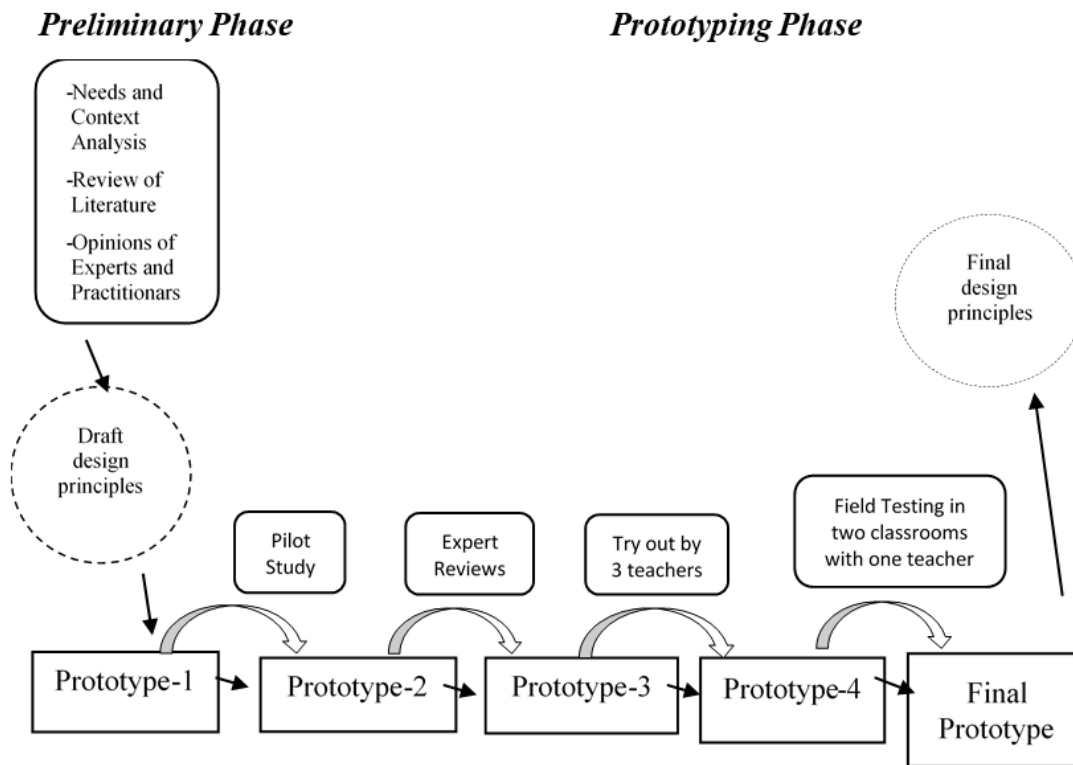 Preliminary Phase
Prototyping Phase
-Needs and
Context
Analysis
-Review of
Literature
-Opinions of
Experts and
Practitionars
Final
design
principles
Draft
design
principles
Pilot
Study
Expert
Reviews
Try out by
3 teachers
Field Testing in
two classrooms
with one teacher
Prototype-1
Prototype-2
Prototype-3
Prototype-4
Final
Prototype